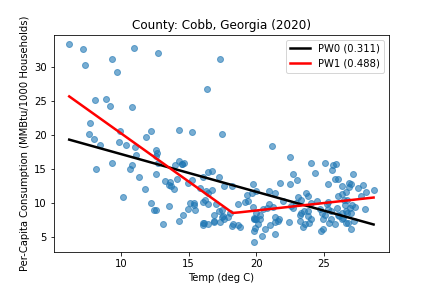 County: Cobb, Georgia (2020)
Per-Capita Consumption (MMBtu/1000 Households)
30
25
20
15
10
5
PW0 (0.311)
PW1 (0.488)
10 15 20 25
Temp (deg C)